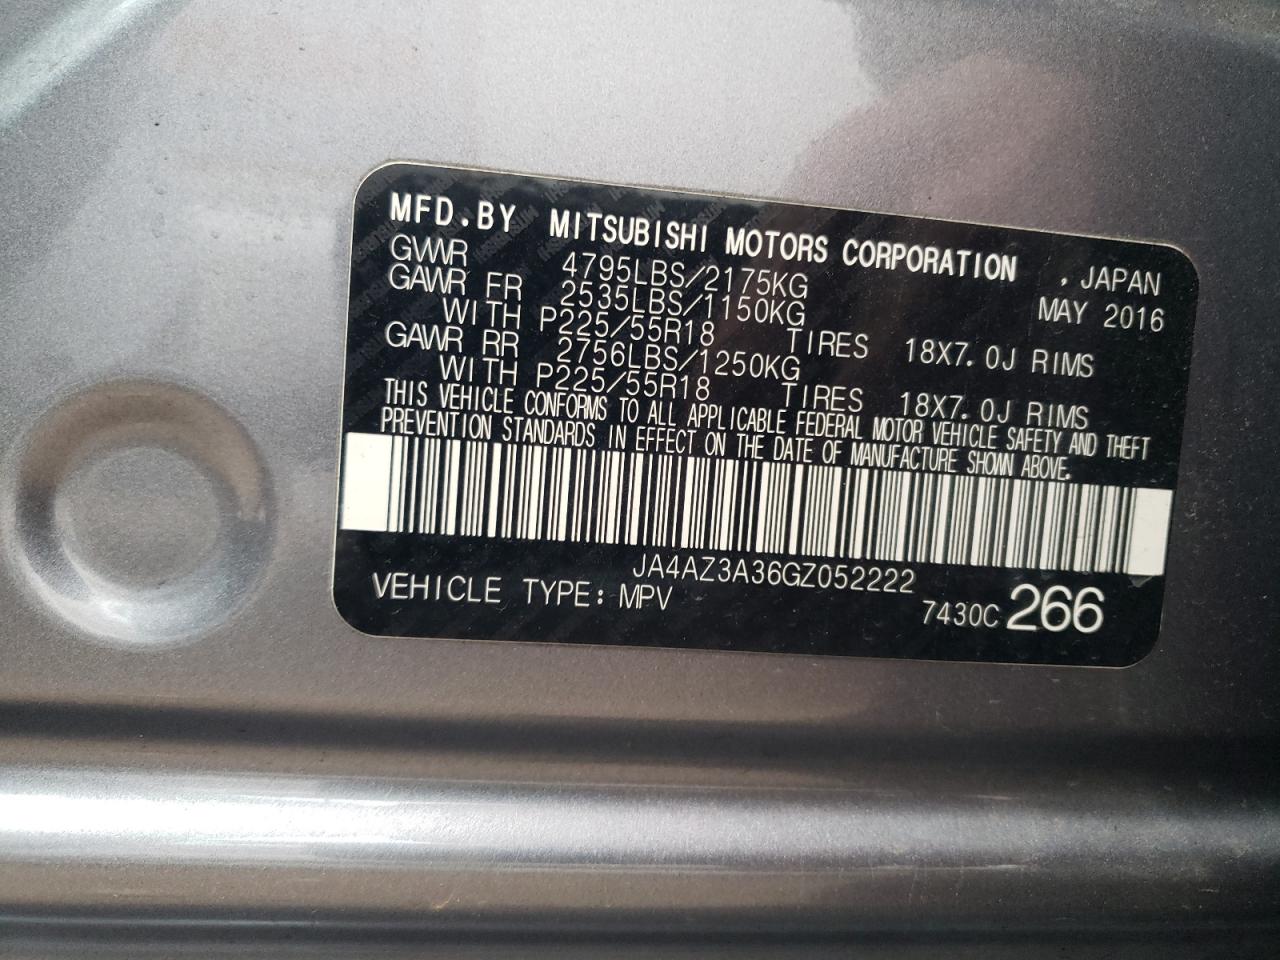 MFD.BY MITSUBISHI MOTORS CORPORATION , JAPAN
GVWR 4795LBS/2175KG MAY 2016
GAWR FR 2535LBS/1150KG
WITH P225/55R18 TIRES 18X7.0J RIMS
GAWR RR 2756LBS/1250KG
WITH P225/55R18 TIRES 18X7.0J RIMS
THIS VEHICLE CONFORMS TO ALL APPLICABLE FEDERAL MOTOR VEHICLE SAFETY AND THEFT
PREVENTION STANDARDS IN EFFECT ON THE DATE OF MANUFACTURE SHOWN ABOVE.
JA4AZ3A36GZ052222
VEHICLE TYPE: MPV 7430C 266